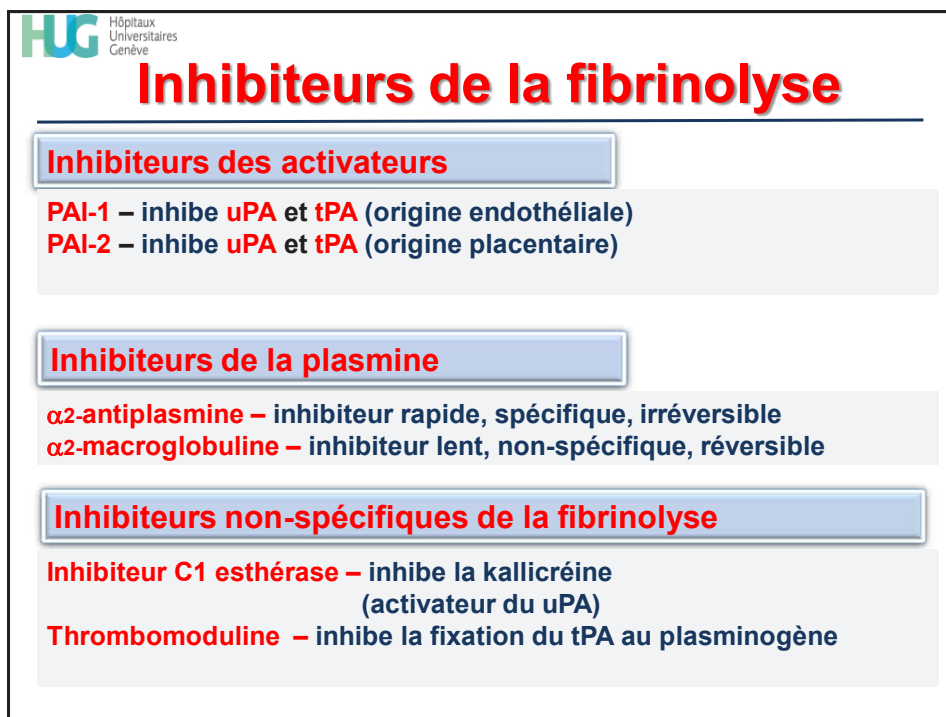 HUG
Hôpitaux
Universitaires
Genève
Inhibiteurs de la fibrinolyse
Inhibiteurs des activateurs
PAI-1 – inhibe uPA et tPA (origine endothéliale)
PAI-2 – inhibe uPA et tPA (origine placentaire)
Inhibiteurs de la plasmine
α2-antiplasmine – inhibiteur rapide, spécifique, irréversible
α2-macroglobuline – inhibiteur lent, non-spécifique, réversible
Inhibiteurs non-spécifiques de la fibrinolyse
Inhibiteur C1 esthérase – inhibe la kallicréine
(activateur du uPA)
Thrombomoduline – inhibe la fixation du tPA au plasminogène